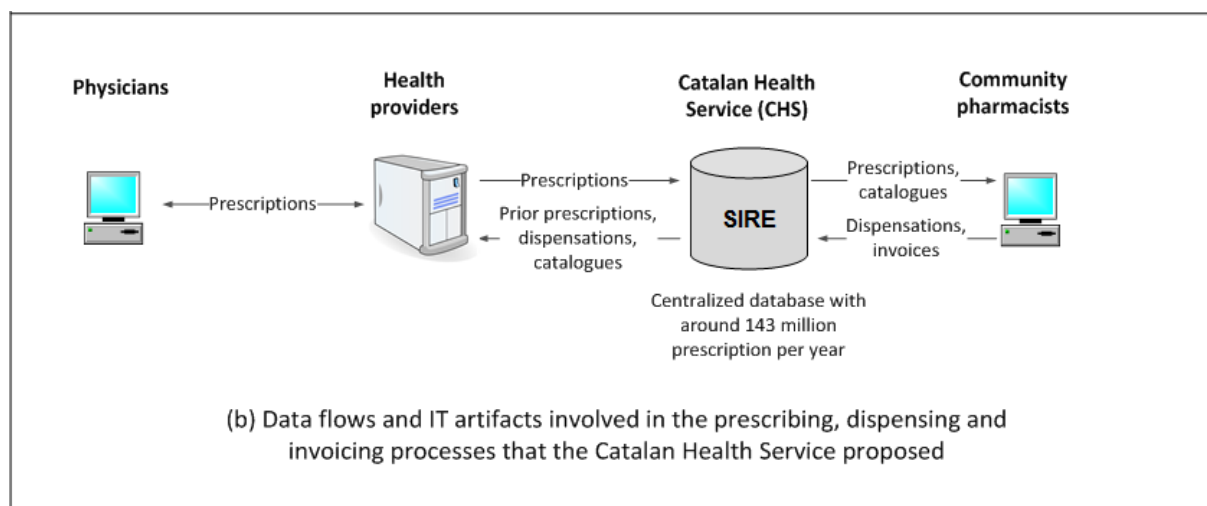 Physicians
Health
providers
Catalan Health
Service (CHS)
Community
pharmacists
Prescriptions
Prescriptions
Prior prescriptions,
dispensations,
catalogues
SIRE
Prescriptions,
catalogues
Dispensations,
invoices
Centralized database with
around 143 million
prescription per year
(b) Data flows and IT artifacts involved in the prescribing, dispensing and
invoicing processes that the Catalan Health Service proposed